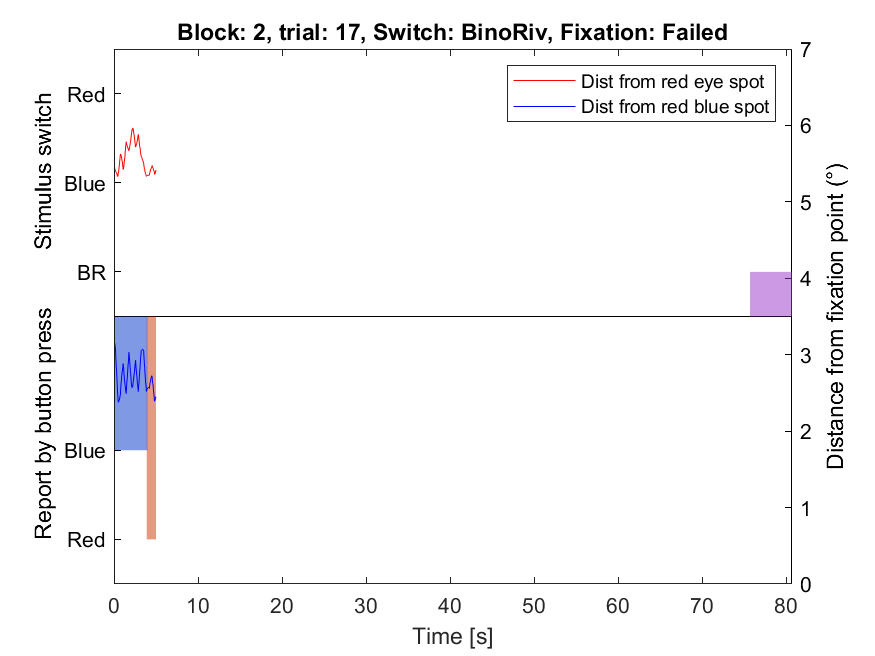 Block: 2, trial: 17, Switch: BinoRiv, Fixation: Failed
Dist from red eye spot
Dist from red blue spot
Stimulus switch
Red
Blue
BR
Report by button press
Blue
Red
0
10
20
30
40
50
60
70
80
Time [s]
7
6
5
4
3
2
1
0
Distance from fixation point (°)